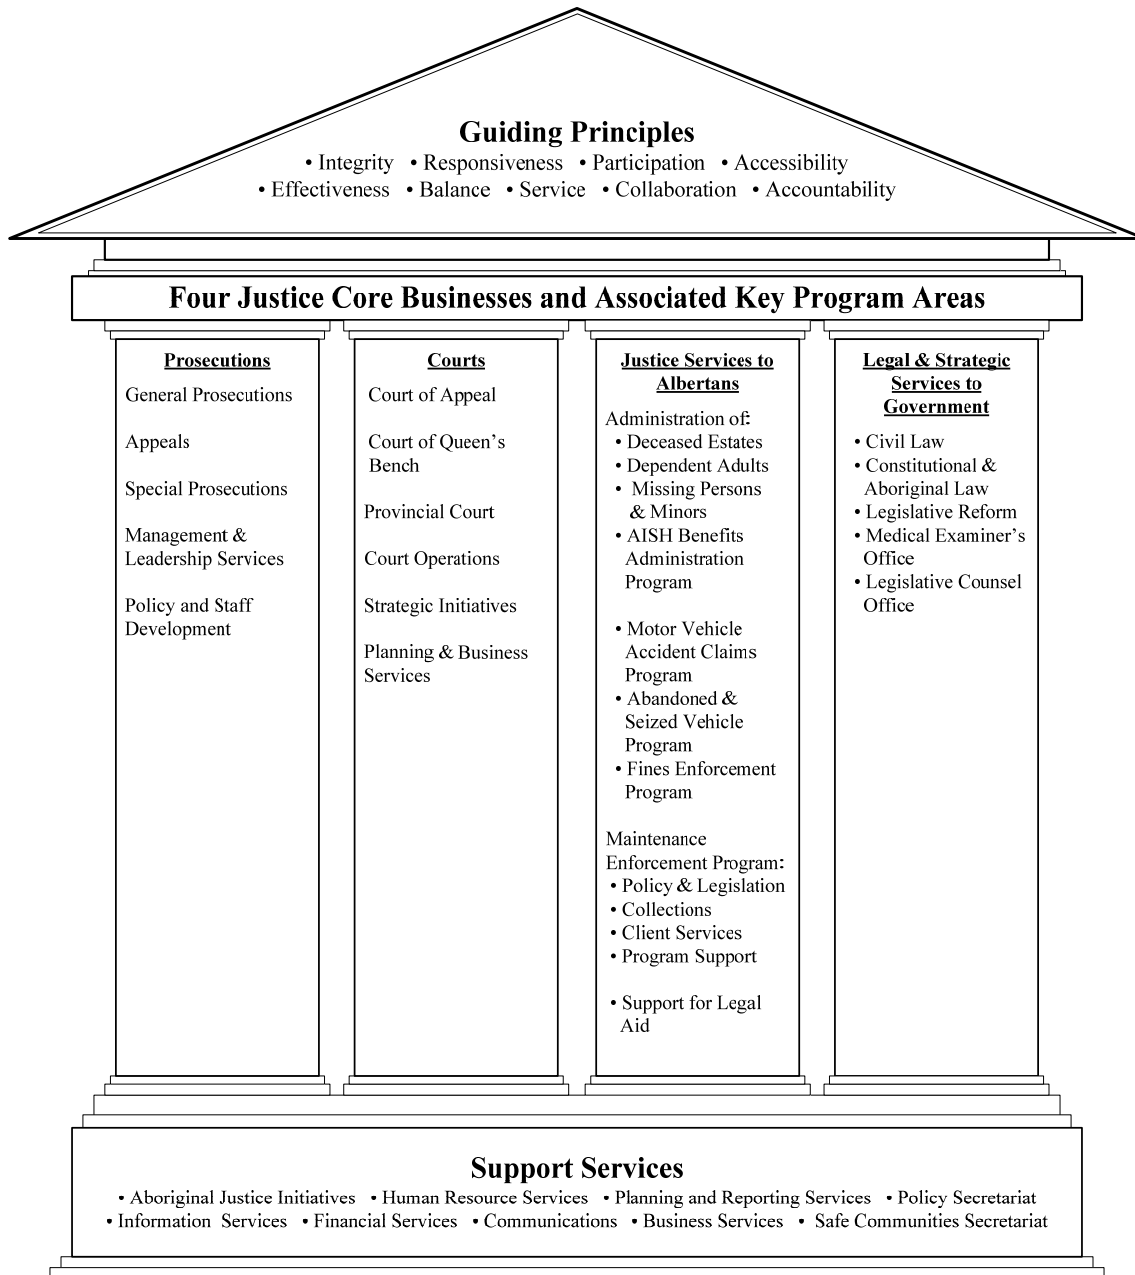 Guiding Principles
• Integrity • Responsiveness • Participation • Accessibility
• Effectiveness • Balance • Service • Collaboration • Accountability
Four Justice Core Businesses and Associated Key Program Areas
Prosecutions
General Prosecutions
Appeals
Special Prosecutions
Management &
Leadership Services
Policy and Staff
Development
Courts
Court of Appeal
Court of Queen’s
Bench
Provincial Court
Court Operations
Strategic Initiatives
Planning & Business
Services
Justice Services to
Albertans
Administration of:
• Deceased Estates
• Dependent Adults
• Missing Persons
& Minors
• AISH Benefits
Administration
Program
• Motor Vehicle
Accident Claims
Program
• Abandoned &
Seized Vehicle
Program
• Fines Enforcement
Program
Maintenance
Enforcement Program:
• Policy & Legislation
• Collections
• Client Services
• Program Support
• Support for Legal
Aid
Legal & Strategic
Services to
Government
• Civil Law
• Constitutional &
Aboriginal Law
• Legislative Reform
• Medical Examiner’s
Office
• Legislative Counsel
Office
Support Services
• Aboriginal Justice Initiatives • Human Resource Services • Planning and Reporting Services • Policy Secretariat
• Information Services • Financial Services • Communications • Business Services • Safe Communities Secretariat